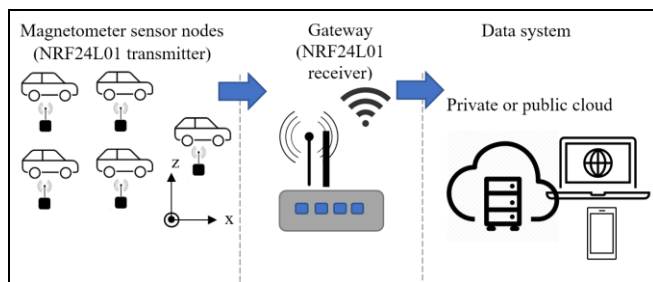 Magnetometer sensor nodes
(NRF24L01 transmitter)
Gateway
(NRF24L01
receiver)
Data system
Private or public cloud
z
x